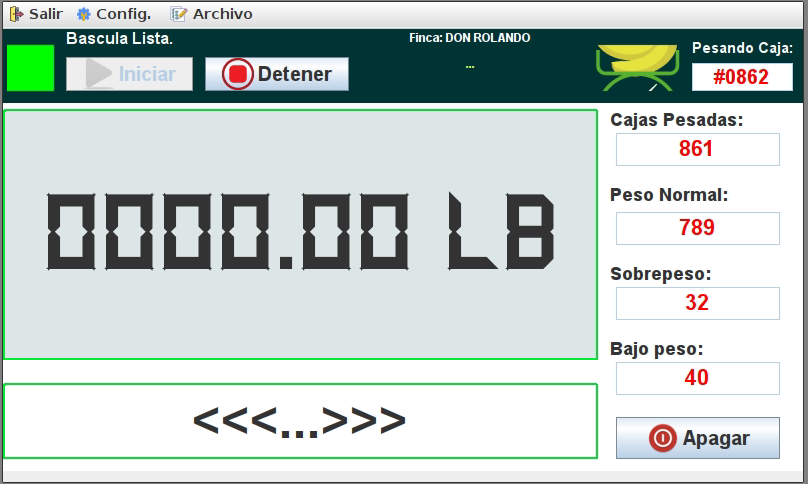 Salir Config. Archivo
Bascula Lista.
Iniciar Detener
Finca: DON ROLANDO
...
Pesando Caja:
#0862
0000.00 LB
<<<...>>>
Cajas Pesadas:
861
Peso Normal:
789
Sobrepeso:
32
Bajo peso:
40
Apagar